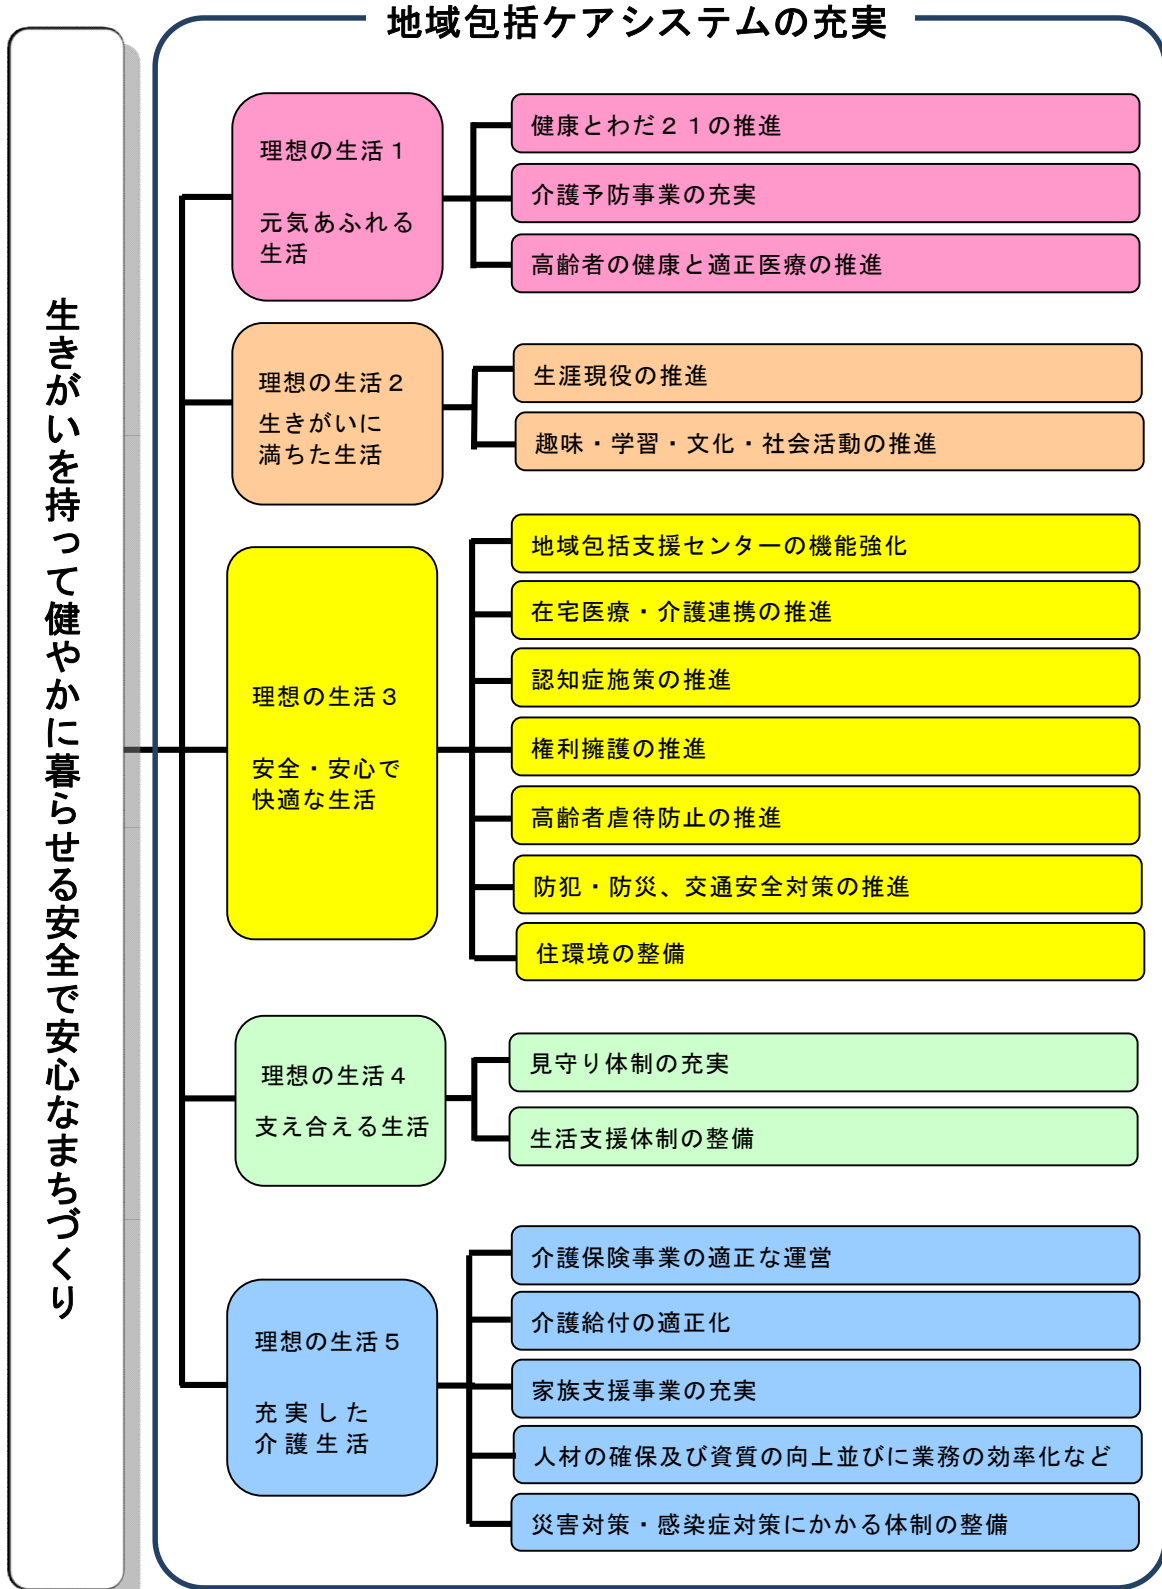 地域包括ケアシステムの充実
生きがいを持って健やかに暮らせる安全で安心なまちづくり
理想の生活１
元気あふれる
生活
健康とわだ２１の推進
介護予防事業の充実
高齢者の健康と適正医療の推進
理想の生活２
生きがいに
満ちた生活
生涯現役の推進
趣味・学習・文化・社会活動の推進
理想の生活３
安全・安心で
快適な生活
地域包括支援センターの機能強化
在宅医療・介護連携の推進
認知症施策の推進
権利擁護の推進
高齢者虐待防止の推進
防犯・防災、交通安全対策の推進
住環境の整備
理想の生活４
支え合える生活
見守り体制の充実
生活支援体制の整備
理想の生活５
充実した
介護生活
介護保険事業の適正な運営
介護給付の適正化
家族支援事業の充実
人材の確保及び資質の向上並びに業務の効率化など
災害対策・感染症対策にかかる体制の整備